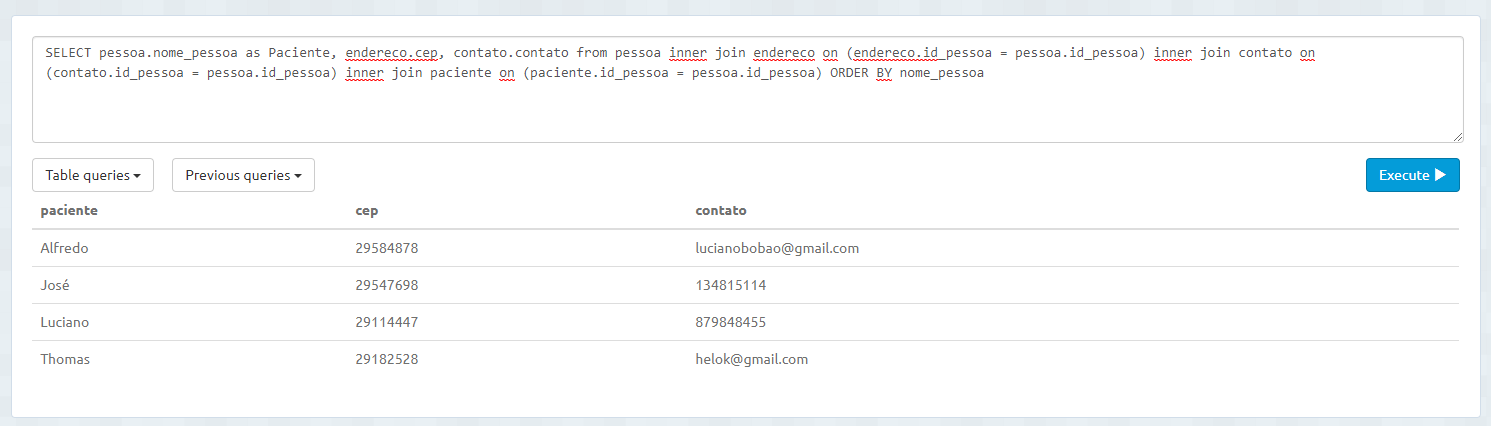 SELECT pessoa.nome_pessoa as Paciente, endereco.cep, contato.contato from pessoa inner join endereco on (endereco.id_pessoa = pessoa.id_pessoa) inner join contato on
(contato.id_pessoa = pessoa.id_pessoa) inner join paciente on (paciente.id_pessoa = pessoa.id_pessoa) ORDER BY nome_pessoa
Table queries Previous queries Execute
paciente cep contato
Alfredo 29584878 lucianobobao@gmail.com
José 29547698 134815114
Luciano 29114447 879848455
Thomas 29182528 helok@gmail.com